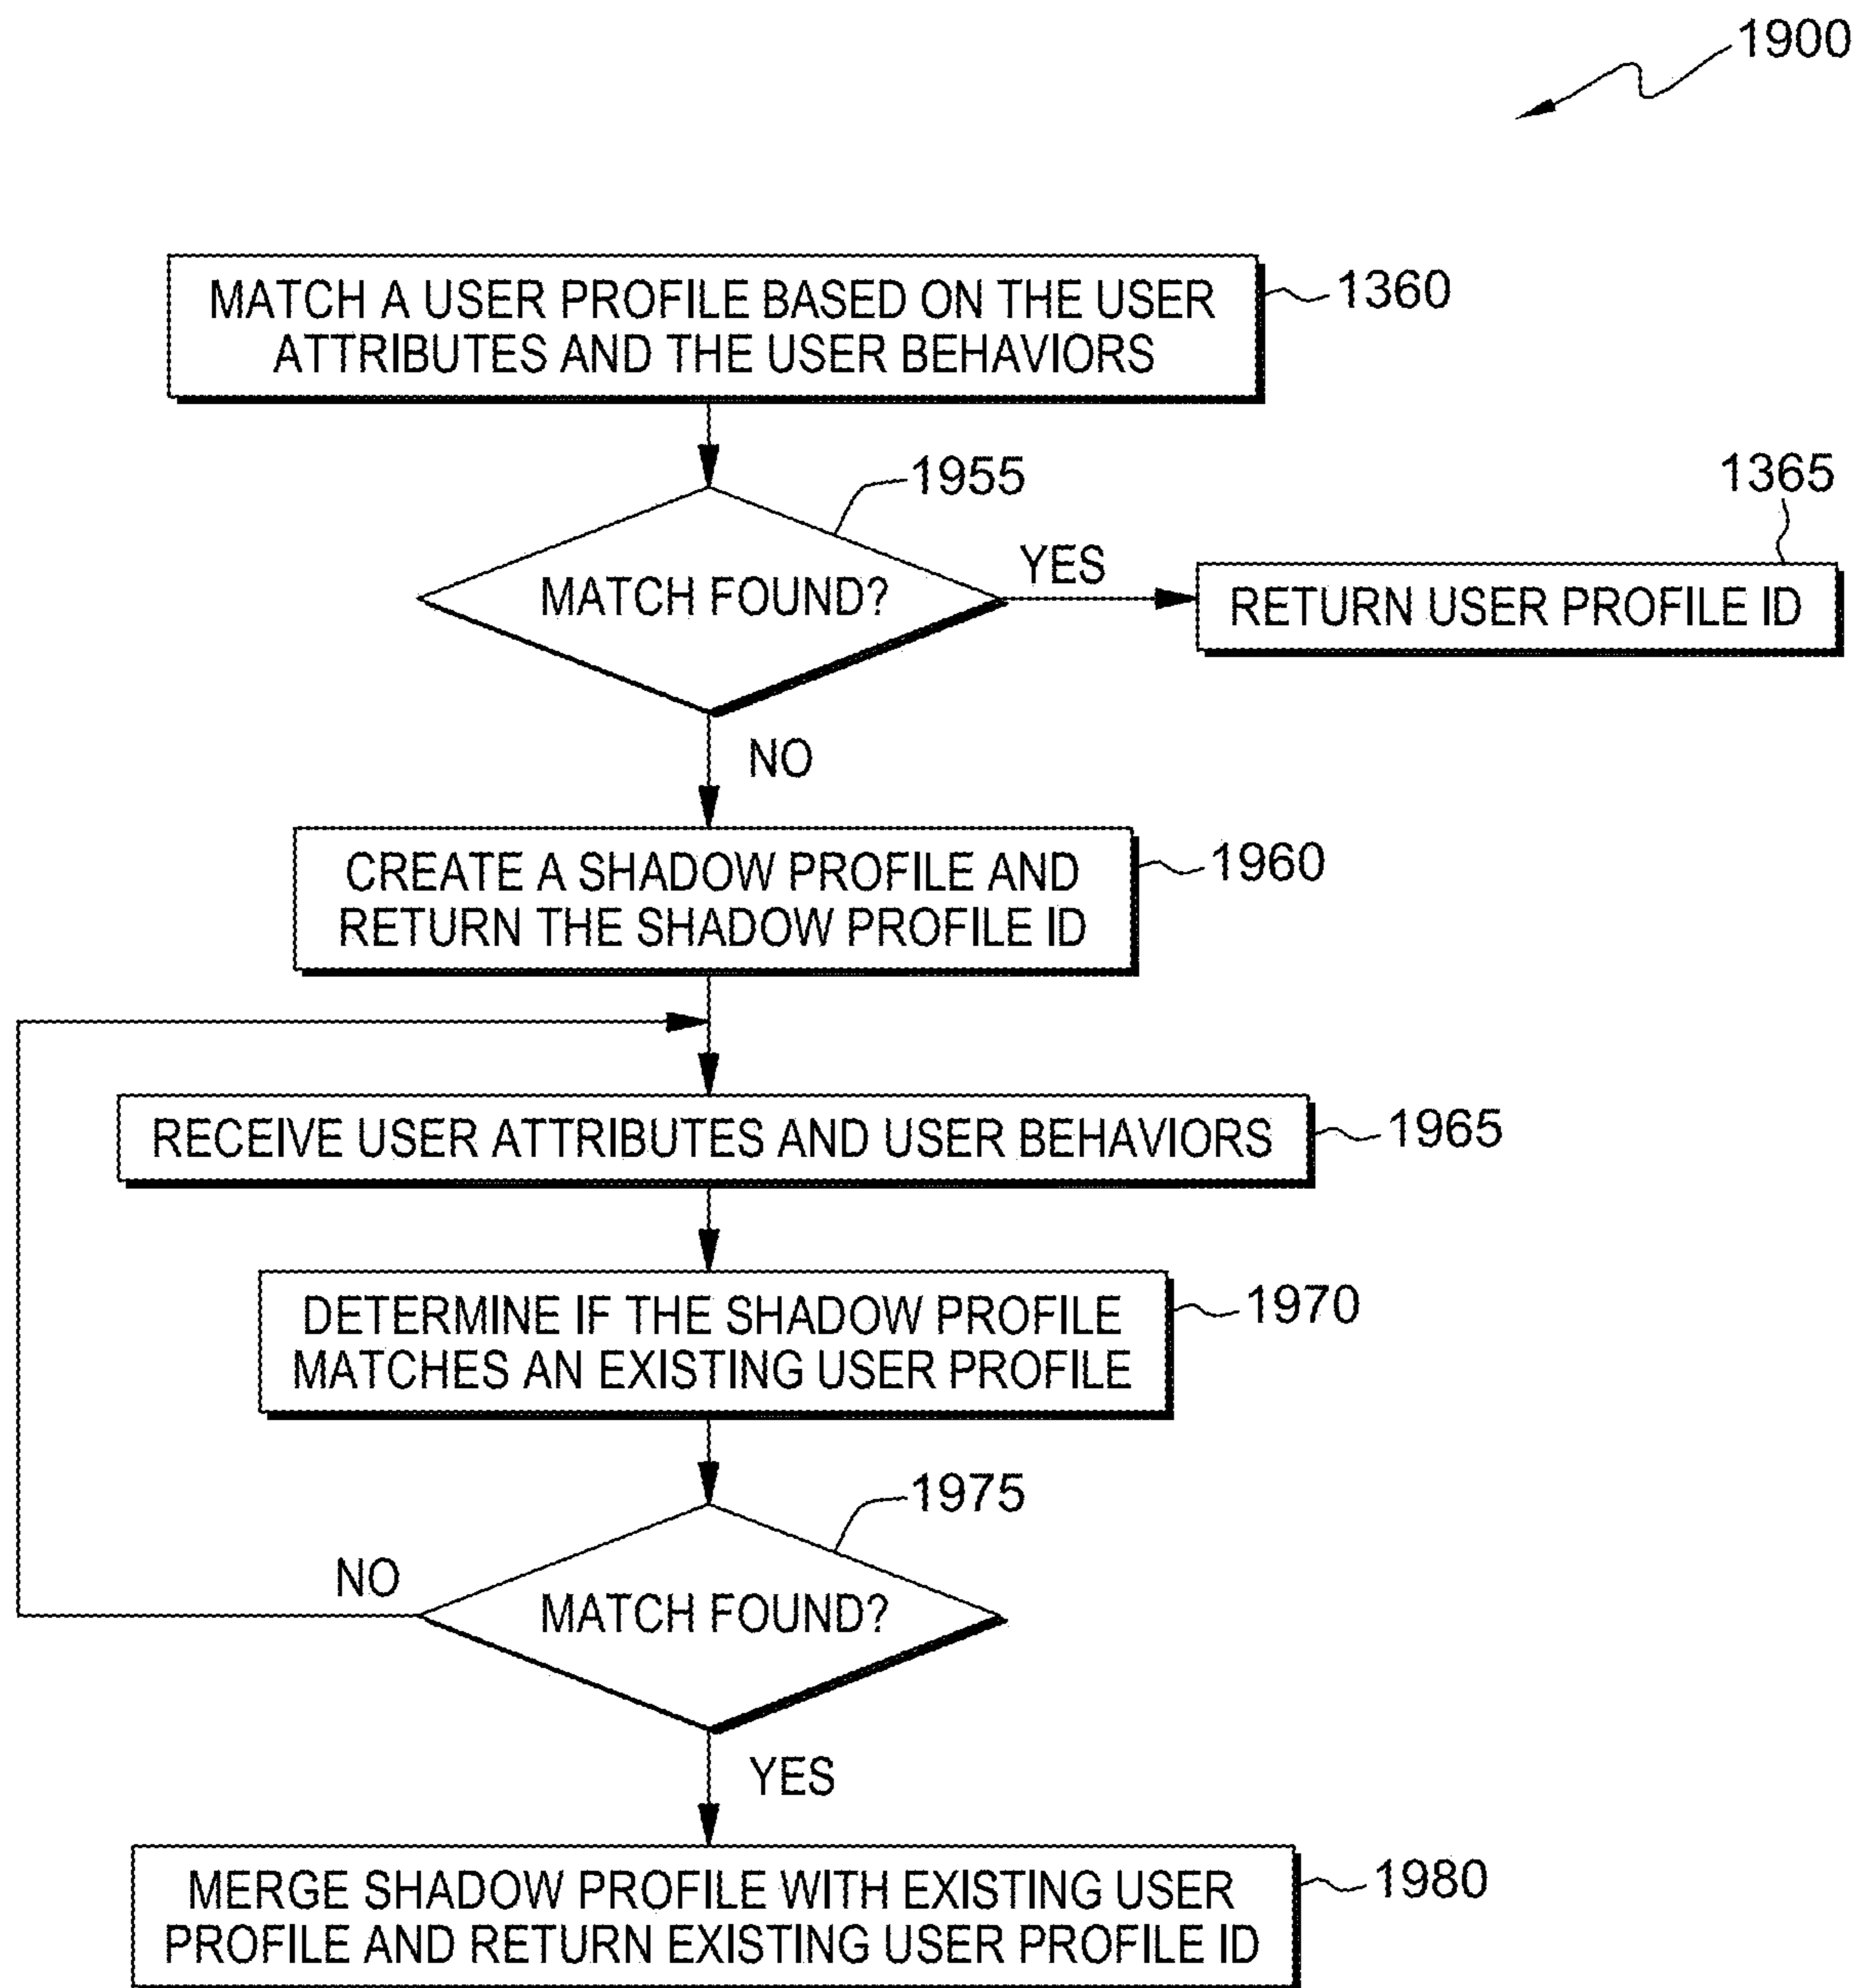 1900
MATCH A USER PROFILE BASED ON THE USER
ATTRIBUTES AND THE USER BEHAVIORS
1360
1955
MATCH FOUND?
YES
1365
RETURN USER PROFILE ID
NO
CREATE A SHADOW PROFILE AND
RETURN THE SHADOW PROFILE ID
1960
RECEIVE USER ATTRIBUTES AND USER BEHAVIORS
1965
DETERMINE IF THE SHADOW PROFILE
MATCHES AN EXISTING USER PROFILE
1970
1975
NO
MATCH FOUND?
YES
MERGE SHADOW PROFILE WITH EXISTING USER
PROFILE AND RETURN EXISTING USER PROFILE ID
1980